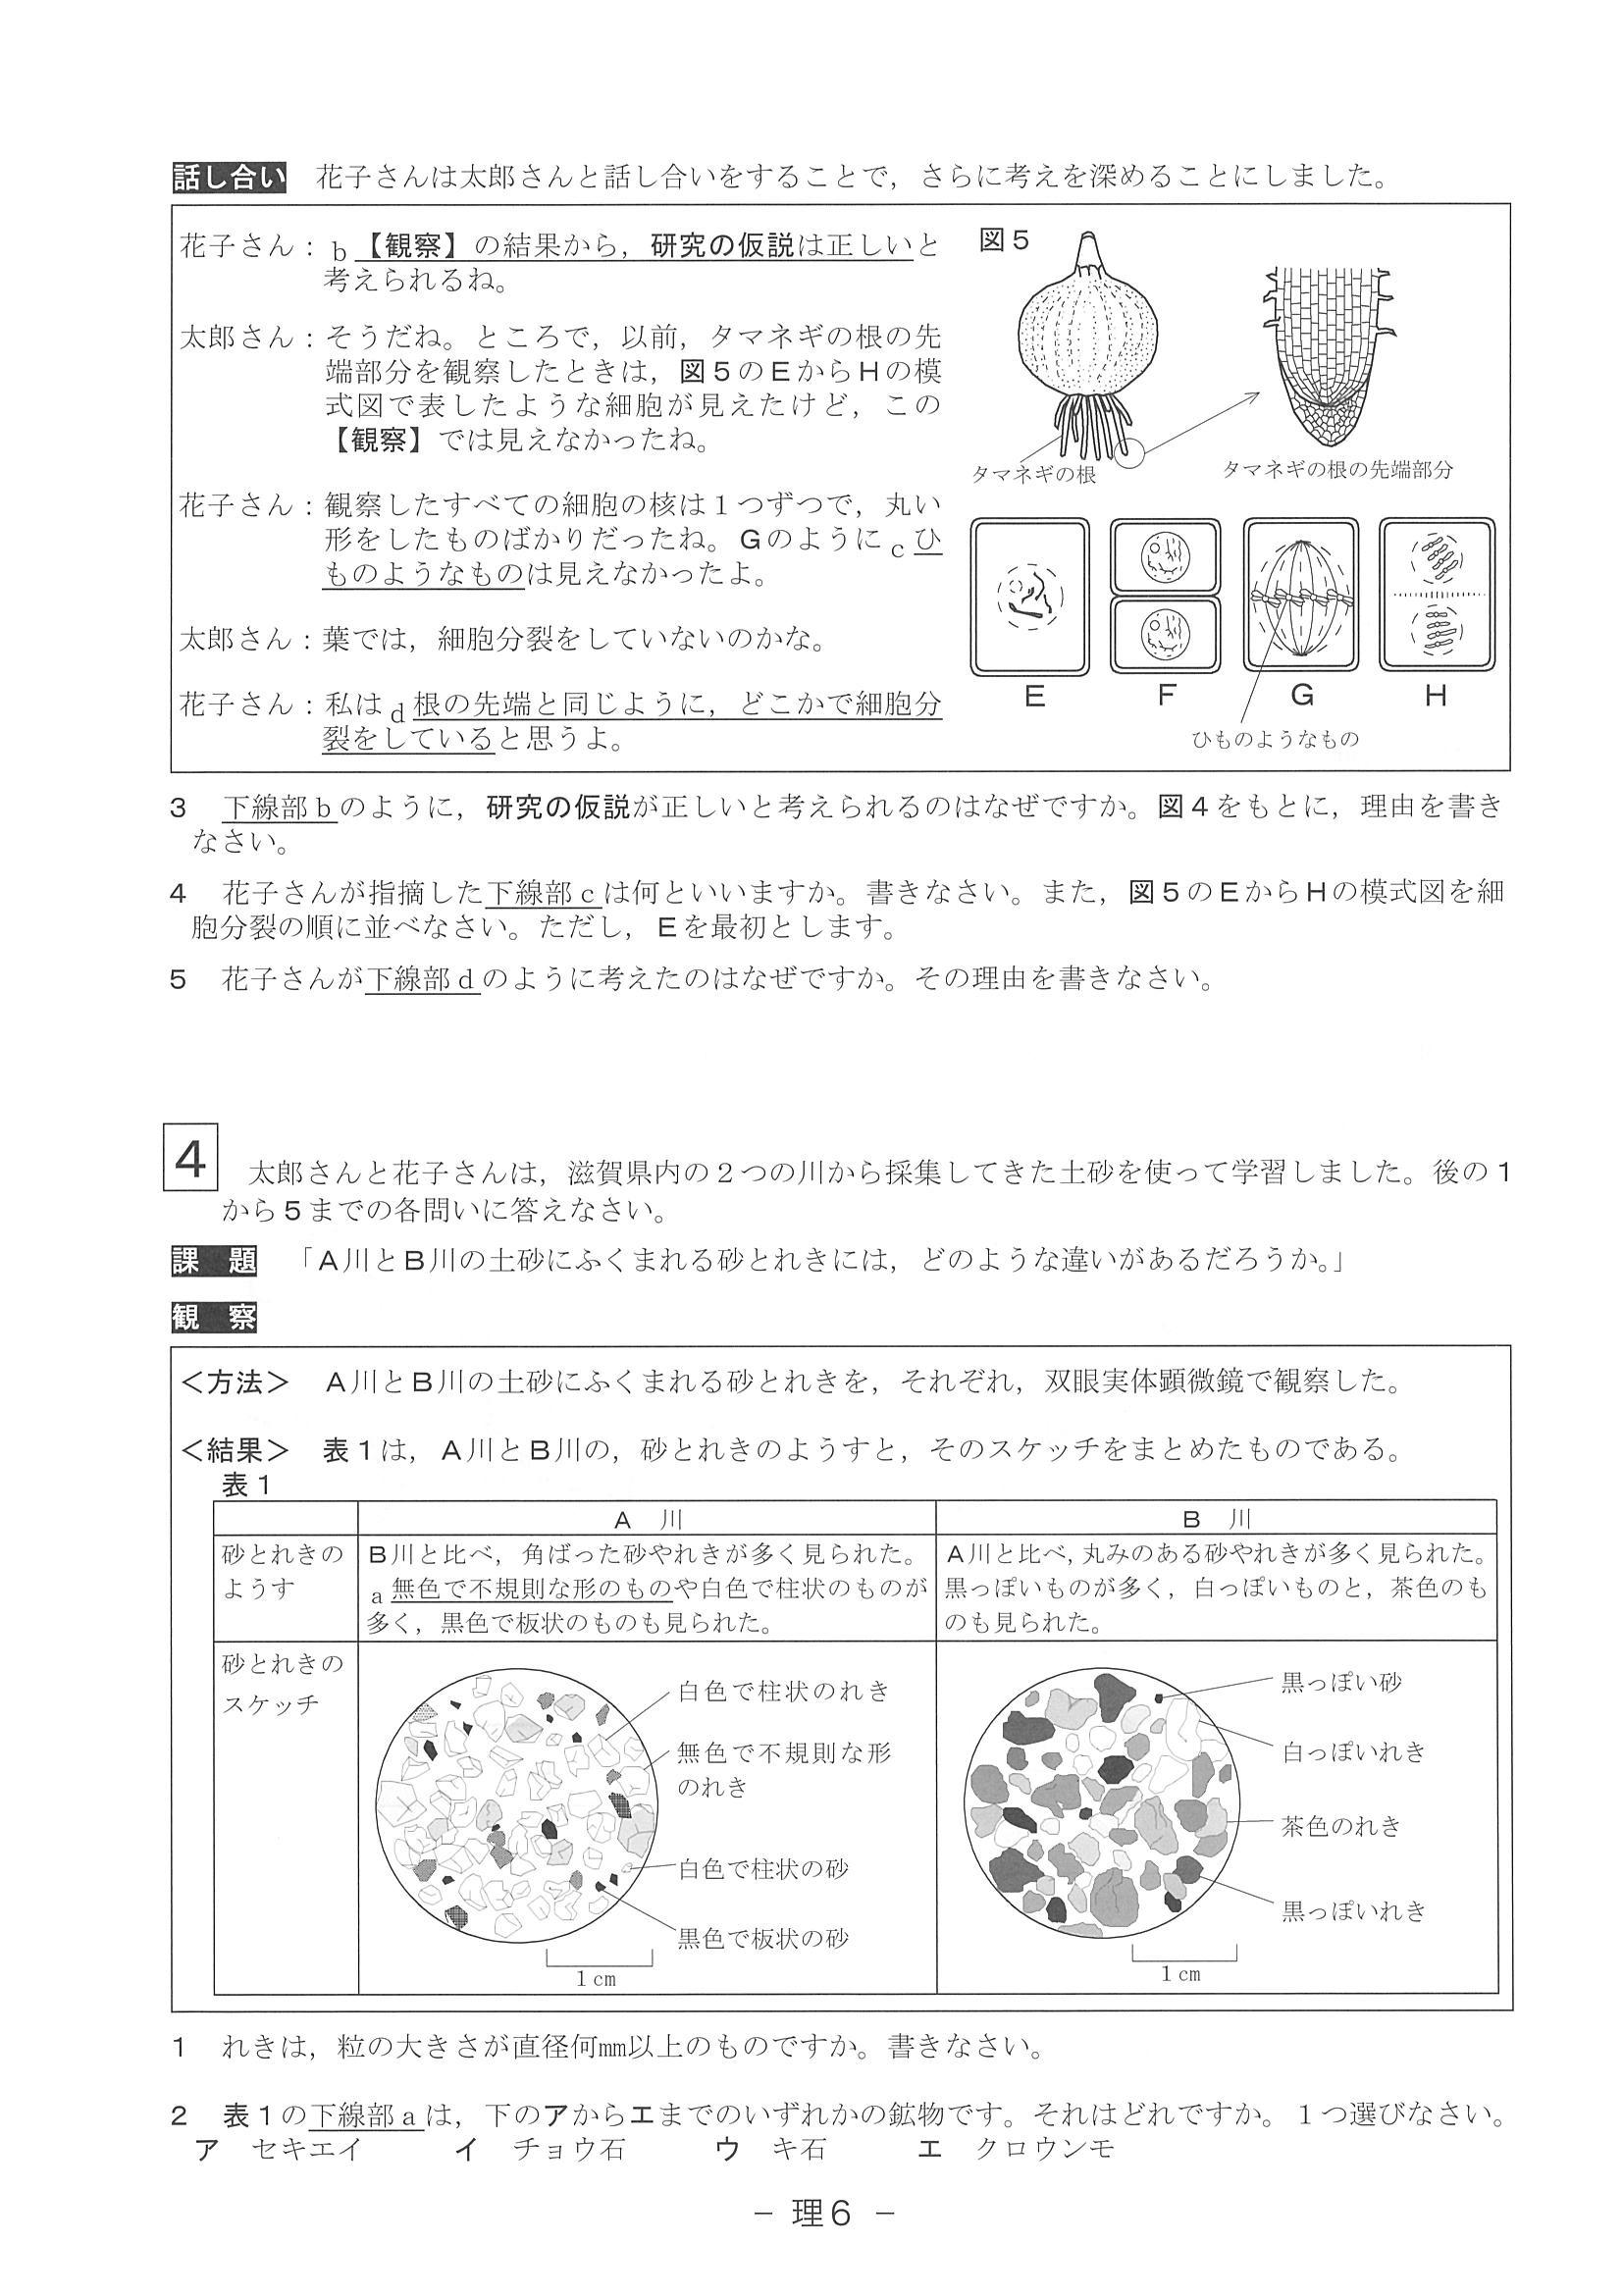 話し合い　花子さんは太郎さんと話し合いをすることで，さらに考えを深めることにしました。
花子さん：ｂ【観察】の結果から，研究の仮説は正しいと
考えられるね。
太郎さん：そうだね。ところで，以前，タマネギの根の先
端部分を観察したときは，図５のＥからＨの模
式図で表したような細胞が見えたけど，この
【観察】では見えなかったね。
花子さん：観察したすべての細胞の核は１つずつで，丸い
形をしたものばかりだったね。Ｇのようにｃひ
ものようなものは見えなかったよ。
太郎さん：葉では，細胞分裂をしていないのかな。
花子さん：私はｄ根の先端と同じように，どこかで細胞分
裂をしていると思うよ。
図５
タマネギの根
タマネギの根の先端部分
Ｅ　Ｆ　Ｇ　Ｈ
ひものようなもの
３　下線部ｂのように，研究の仮説が正しいと考えられるのはなぜですか。図４をもとに，理由を書き
なさい。
４　花子さんが指摘した下線部ｃは何といいますか。書きなさい。また，図５のＥからＨの模式図を細
胞分裂の順に並べなさい。ただし，Ｅを最初とします。
５　花子さんが下線部ｄのように考えたのはなぜですか。その理由を書きなさい。
４　太郎さんと花子さんは，滋賀県内の２つの川から採集してきた土砂を使って学習しました。後の１
から５までの各問いに答えなさい。
課　題　「Ａ川とＢ川の土砂にふくまれる砂とれきには，どのような違いがあるだろうか。」
観　察
＜方法＞　Ａ川とＢ川の土砂にふくまれる砂とれきを，それぞれ，双眼実体顕微鏡で観察した。
＜結果＞　表１は，Ａ川とＢ川の，砂とれきのようすと，そのスケッチをまとめたものである。
表１
Ａ　川
Ｂ　川
砂とれきの
ようす
Ｂ川と比べ，角ばった砂やれきが多く見られた。
ａ無色で不規則な形のものや白色で柱状のものが
多く，黒色で板状のものも見られた。
Ａ川と比べ，丸みのある砂やれきが多く見られた。
黒っぽいものが多く，白っぽいものと，茶色のも
のも見られた。
砂とれきの
スケッチ
白色で柱状のれき
無色で不規則な形
のれき
白色で柱状の砂
黒色で板状の砂
1 cm
黒っぽい砂
白っぽいれき
茶色のれき
黒っぽいれき
1 cm
１　れきは，粒の大きさが直径何㎜以上のものですか。書きなさい。
２　表１の下線部ａは，下のアからエまでのいずれかの鉱物です。それはどれですか。１つ選びなさい。
ア　セキエイ　　　イ　チョウ石　　　ウ　キ石　　　エ　クロウンモ
－ 理６ －